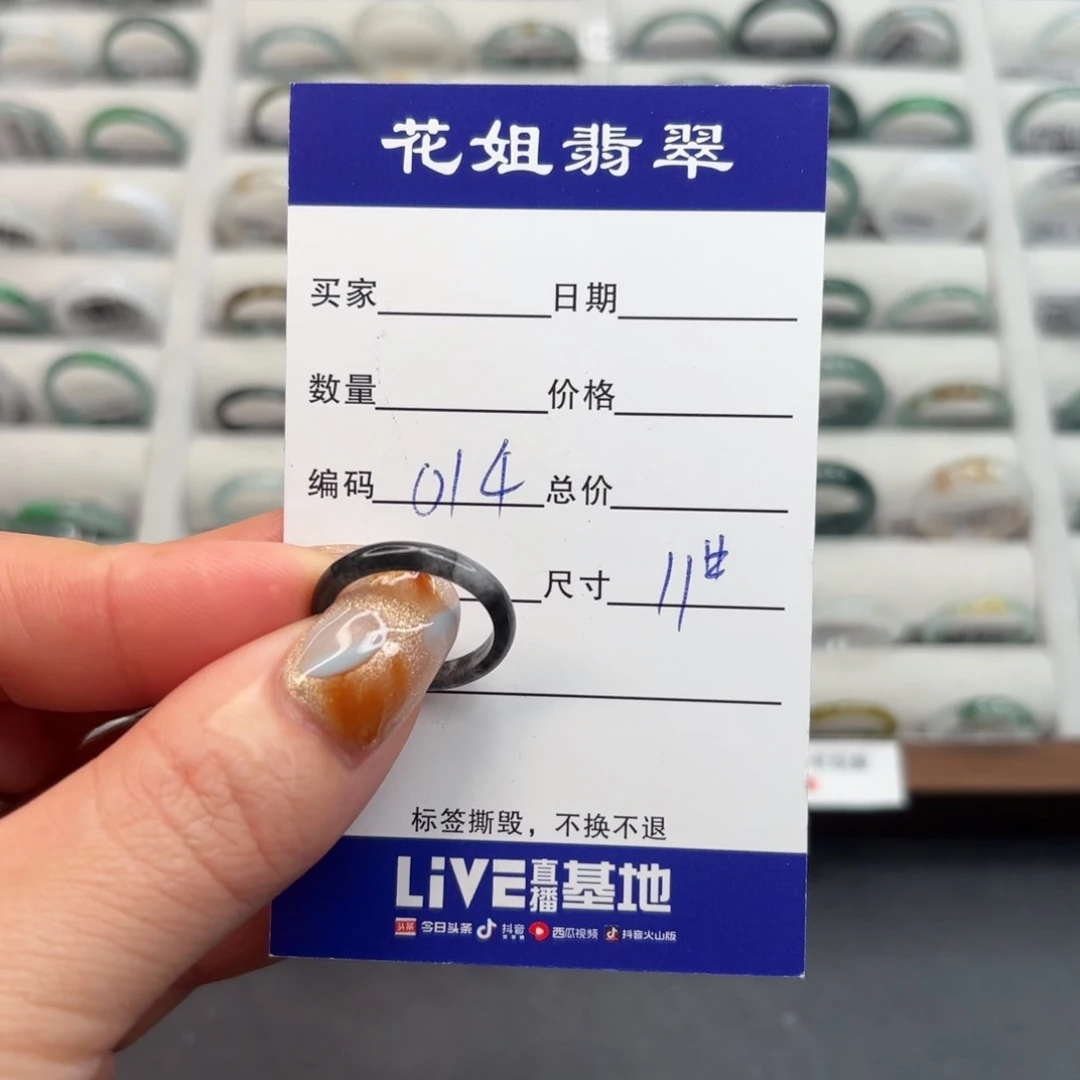 花姐翡翠
买家 日期
数量 价格
编码 014 总价
尺寸 11#
标签撕毁，不换不退
LiVE直播基地
头条 今日头条 抖音 西瓜视频 抖音火山版